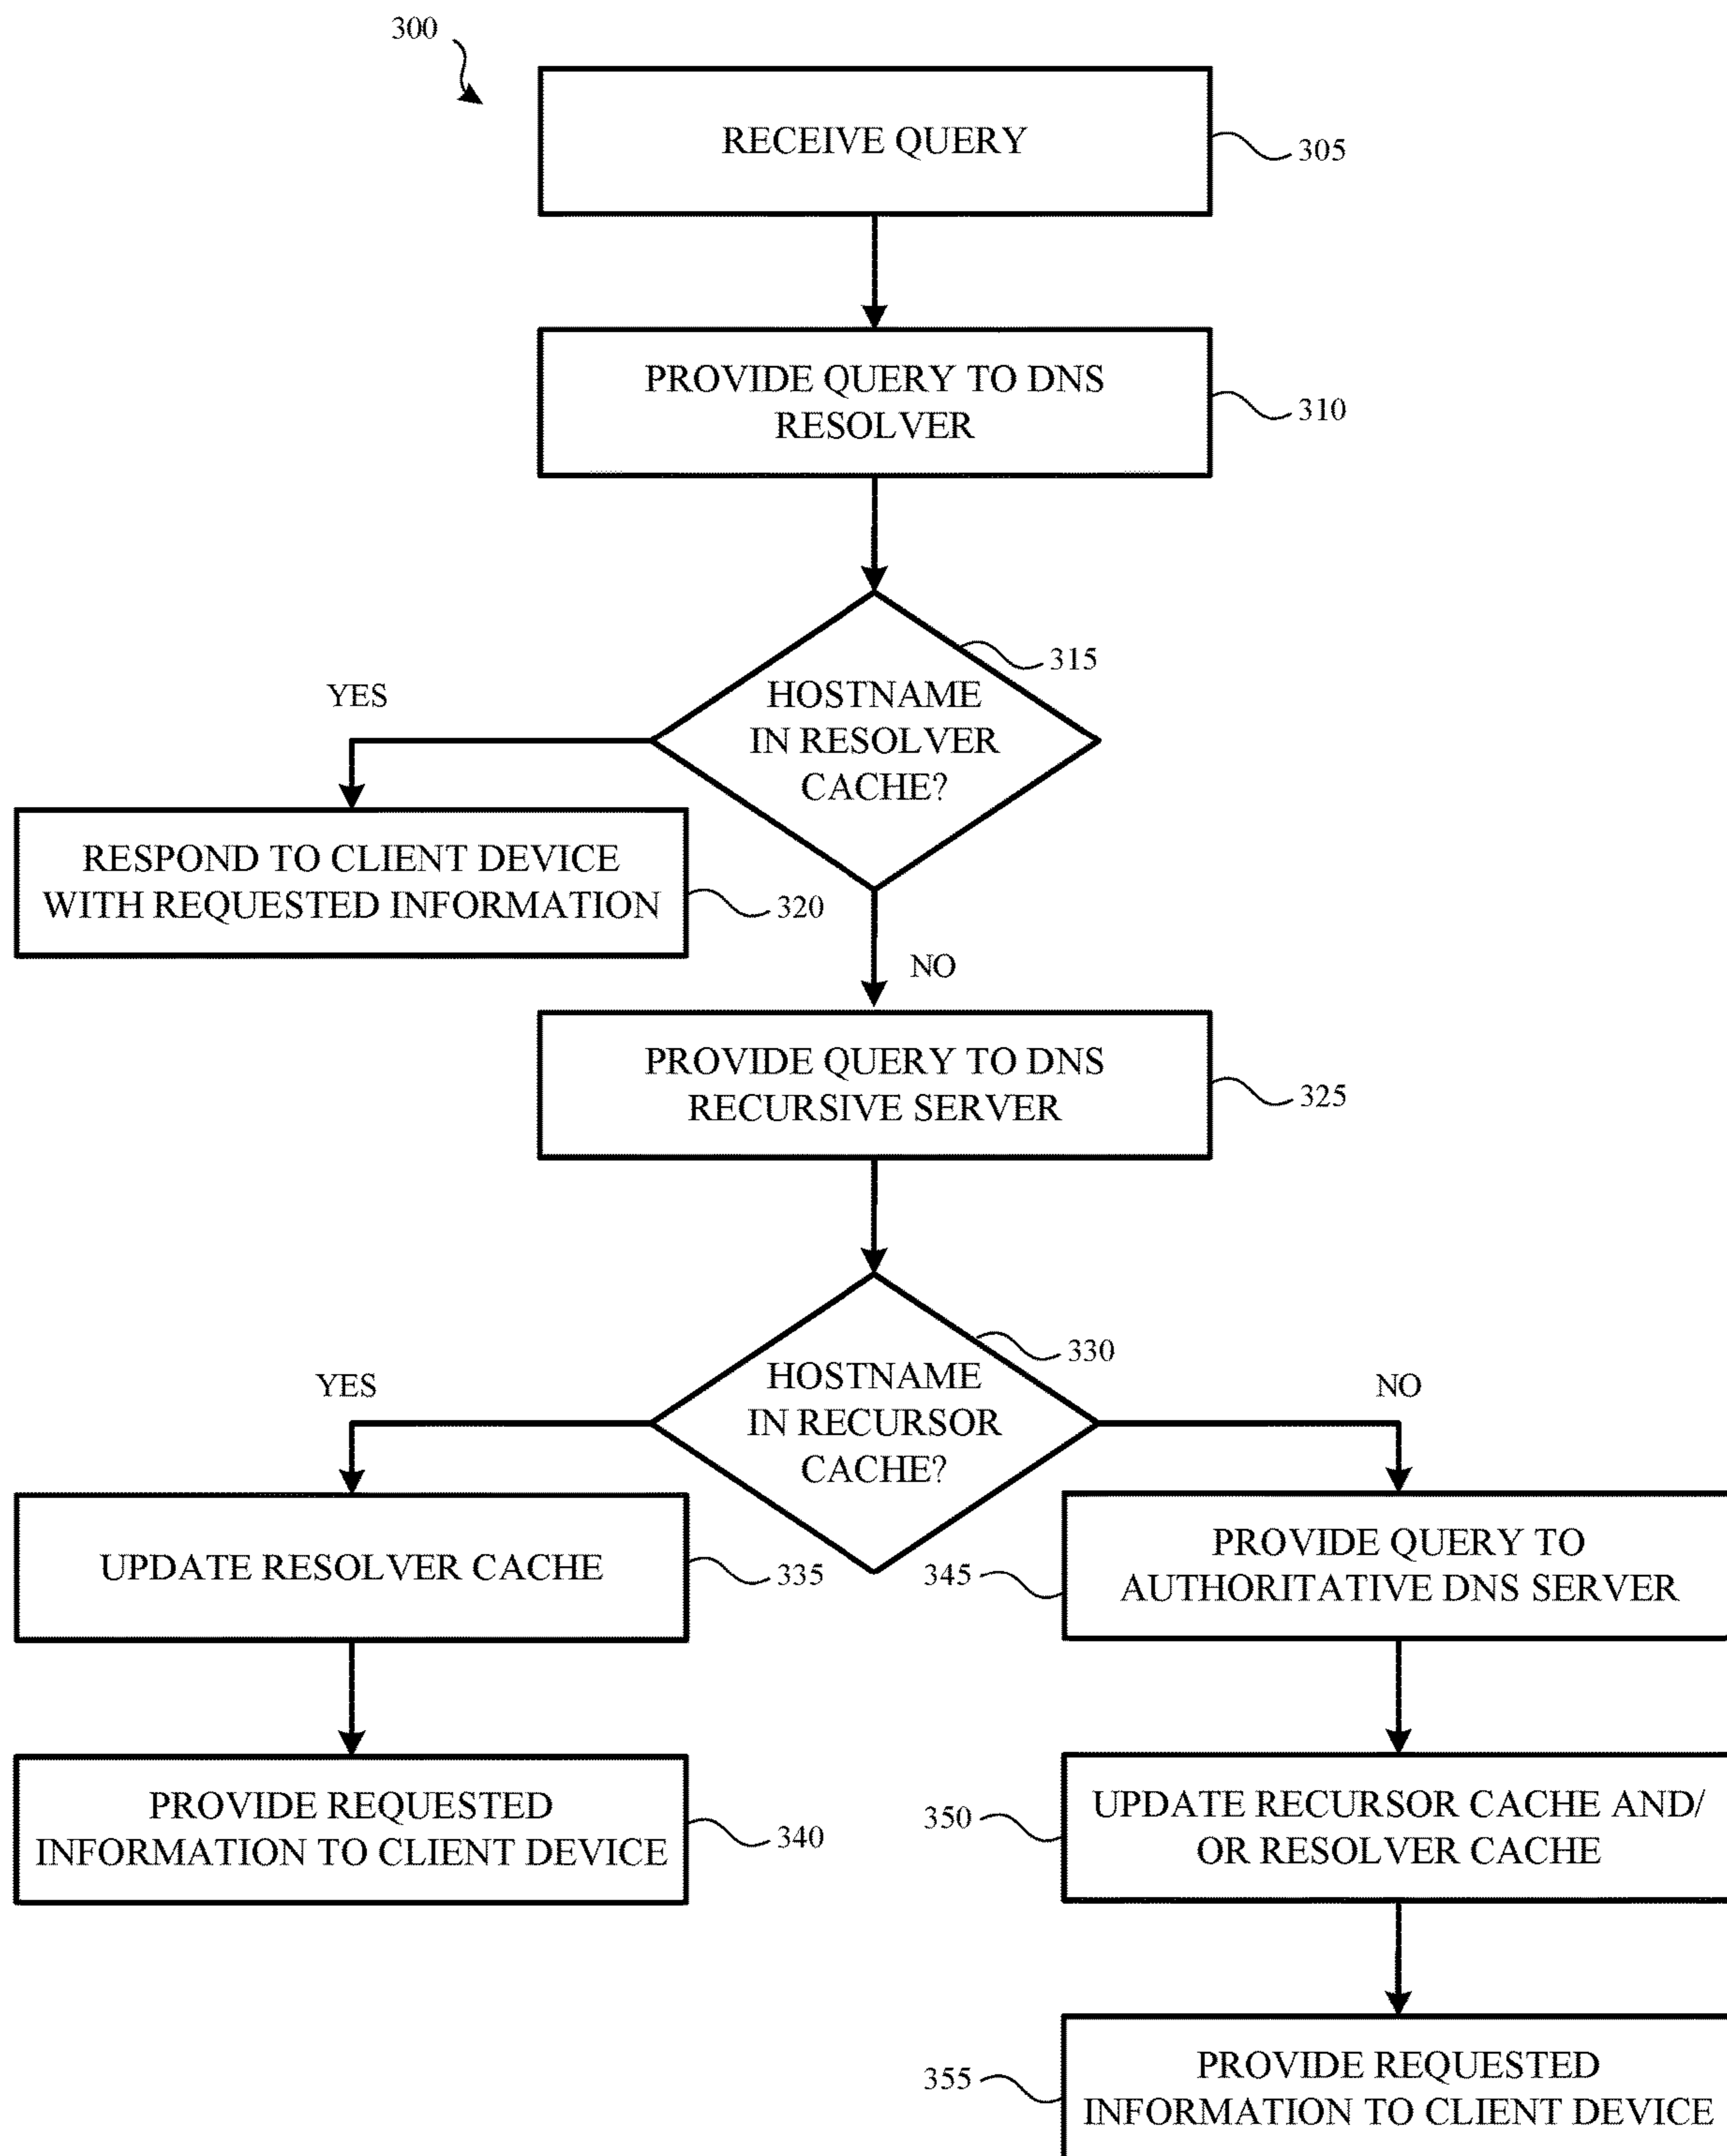 300
RECEIVE QUERY
305
PROVIDE QUERY TO DNS
RESOLVER
310
315
HOSTNAME
IN RESOLVER
CACHE?
YES
RESPOND TO CLIENT DEVICE
WITH REQUESTED INFORMATION
320
NO
PROVIDE QUERY TO DNS
RECURSIVE SERVER
325
330
HOSTNAME
IN RECURSOR
CACHE?
YES
NO
UPDATE RESOLVER CACHE
335
345
PROVIDE QUERY TO
AUTHORITATIVE DNS SERVER
PROVIDE REQUESTED
INFORMATION TO CLIENT DEVICE
340
350
UPDATE RECURSOR CACHE AND/
OR RESOLVER CACHE
355
PROVIDE REQUESTED
INFORMATION TO CLIENT DEVICE